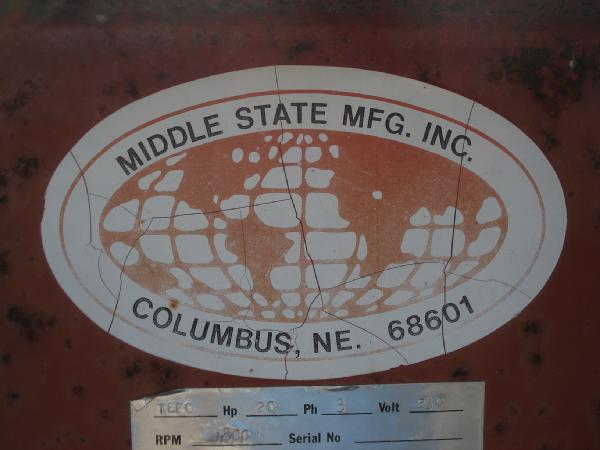 MIDDLE STATE MFG. INC.
COLUMBUS, NE. 68601
TEFC Hp 20 Ph 3 Volt
RPM Serial No